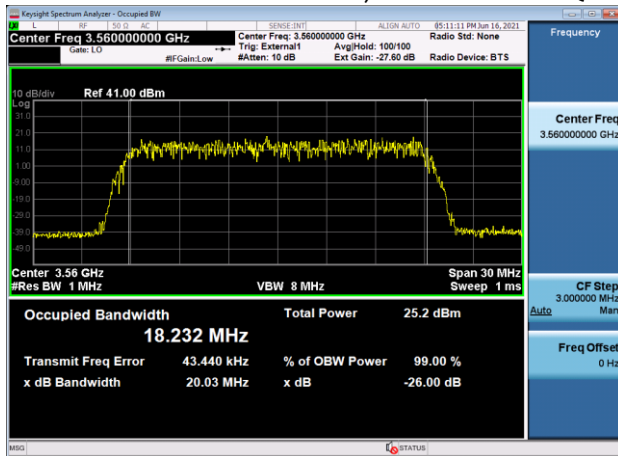 Keysight Spectrum Analyzer - Occupied BW
L RF 50 Ω AC SENSE:INT ALIGN AUTO 05:11:11 PM Jun 16, 2021
Center Freq 3.560000000 GHz Center Freq: 3.560000000 GHz Radio Std: None
Gate: LO Trig: External1 Avg|Hold: 100/100
#IFGain:Low #Atten: 10 dB Ext Gain: -27.60 dB Radio Device: BTS
Frequency
10 dB/div Ref 41.00 dBm
Log
31.0
21.0
11.0
1.00
-9.00
-19.0
-29.0
-39.0
-49.0
Center 3.56 GHz Span 30 MHz
#Res BW 1 MHz VBW 8 MHz Sweep 1 ms
Center Freq
3.560000000 GHz
CF Step
3.000000 MHz
Auto Man
Freq Offset
0 Hz
Occupied Bandwidth Total Power 25.2 dBm
18.232 MHz
Transmit Freq Error 43.440 kHz % of OBW Power 99.00 %
x dB Bandwidth 20.03 MHz x dB -26.00 dB
MSG STATUS